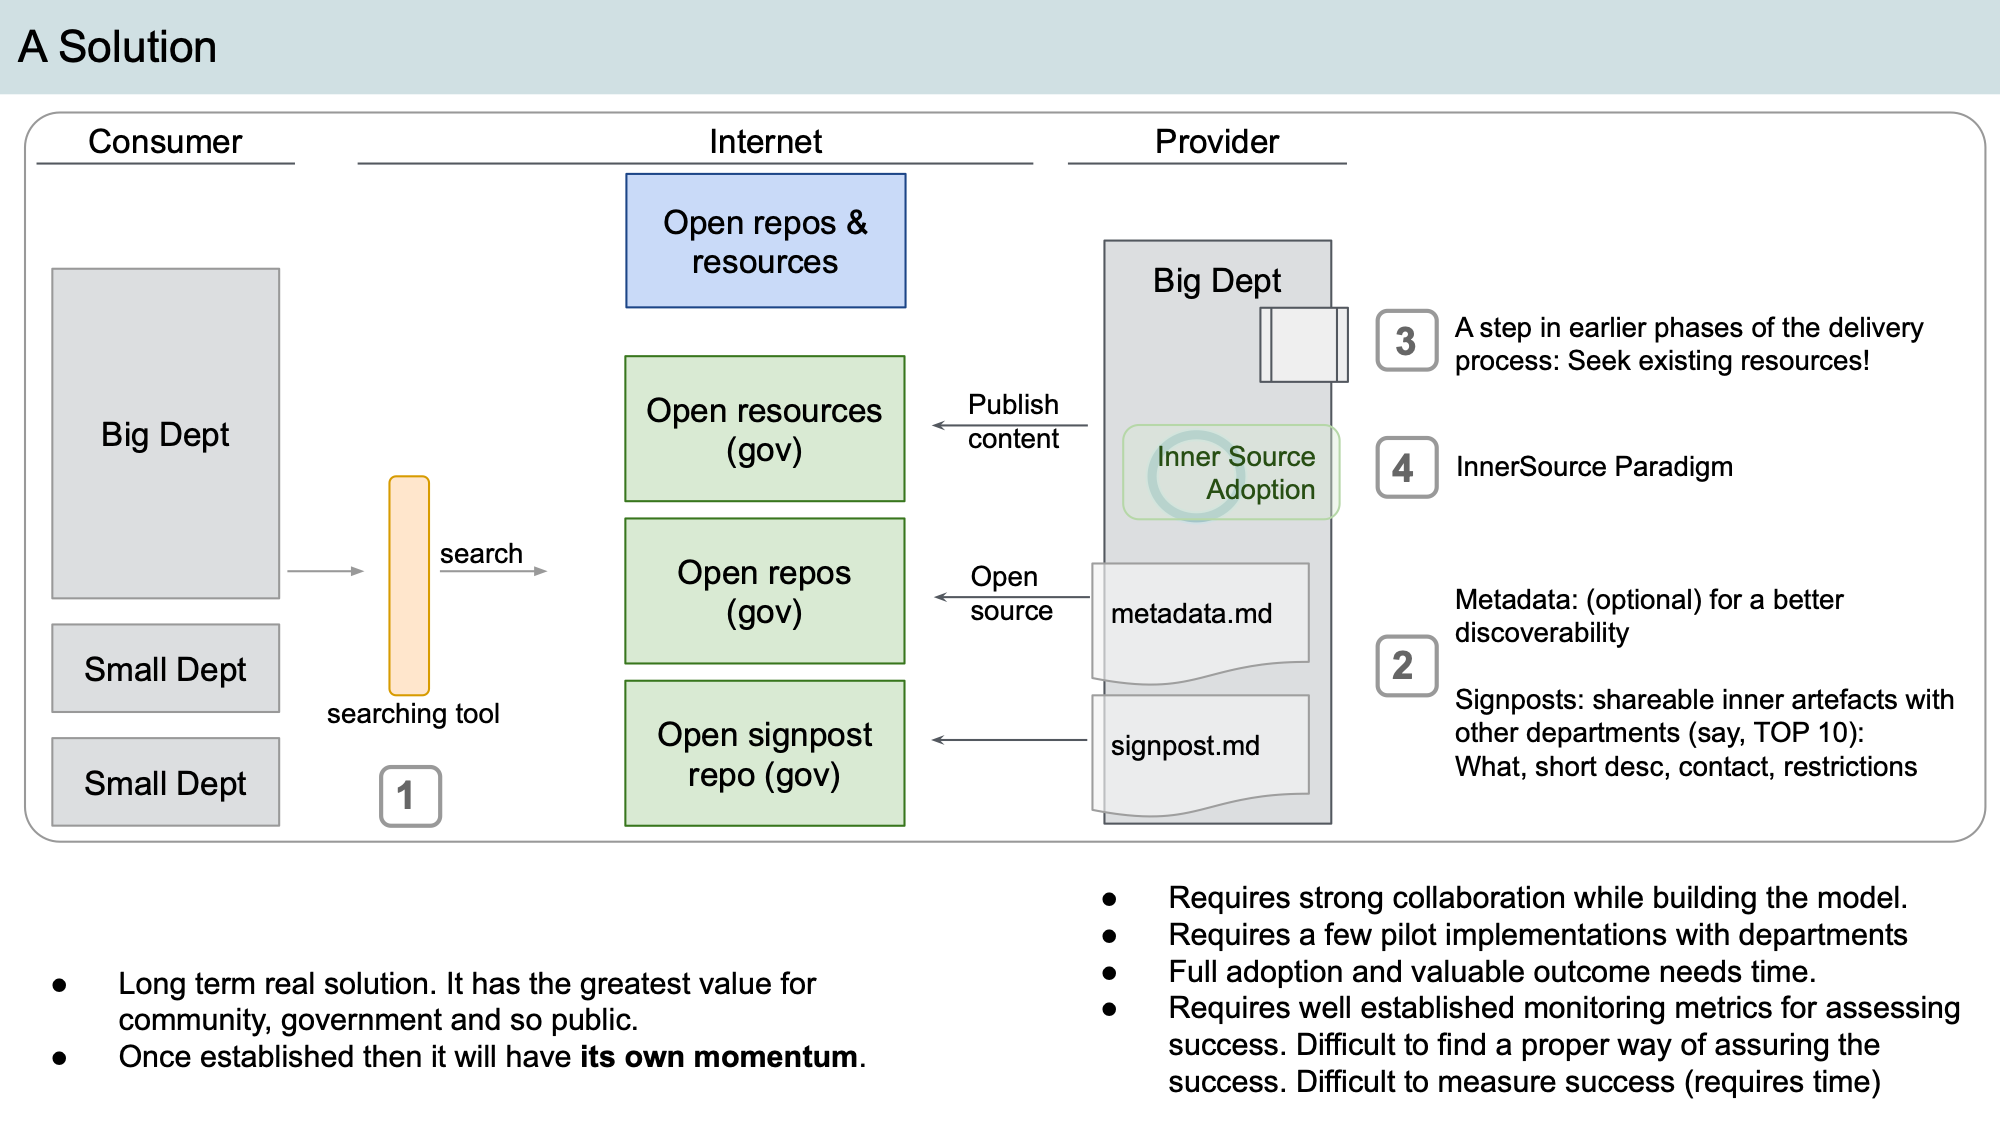 A Solution
Consumer
Internet
Provider
Open repos &
resources
Big Dept
Big Dept
3
A step in earlier phases of the delivery
process: Seek existing resources!
Open resources
(gov)
Publish
content
Inner Source
Adoption
4
InnerSource Paradigm
search
searching tool
Open repos
(gov)
Open
source
metadata.md
Metadata: (optional) for a better
discoverability
2
Signposts: shareable inner artefacts with
other departments (say, TOP 10):
What, short desc, contact, restrictions
Small Dept
Small Dept
1
Open signpost
repo (gov)
signpost.md
● Long term real solution. It has the greatest value for
community, government and so public.
● Once established then it will have its own momentum.
● Requires strong collaboration while building the model.
● Requires a few pilot implementations with departments
● Full adoption and valuable outcome needs time.
● Requires well established monitoring metrics for assessing
success. Difficult to find a proper way of assuring the
success. Difficult to measure success (requires time)